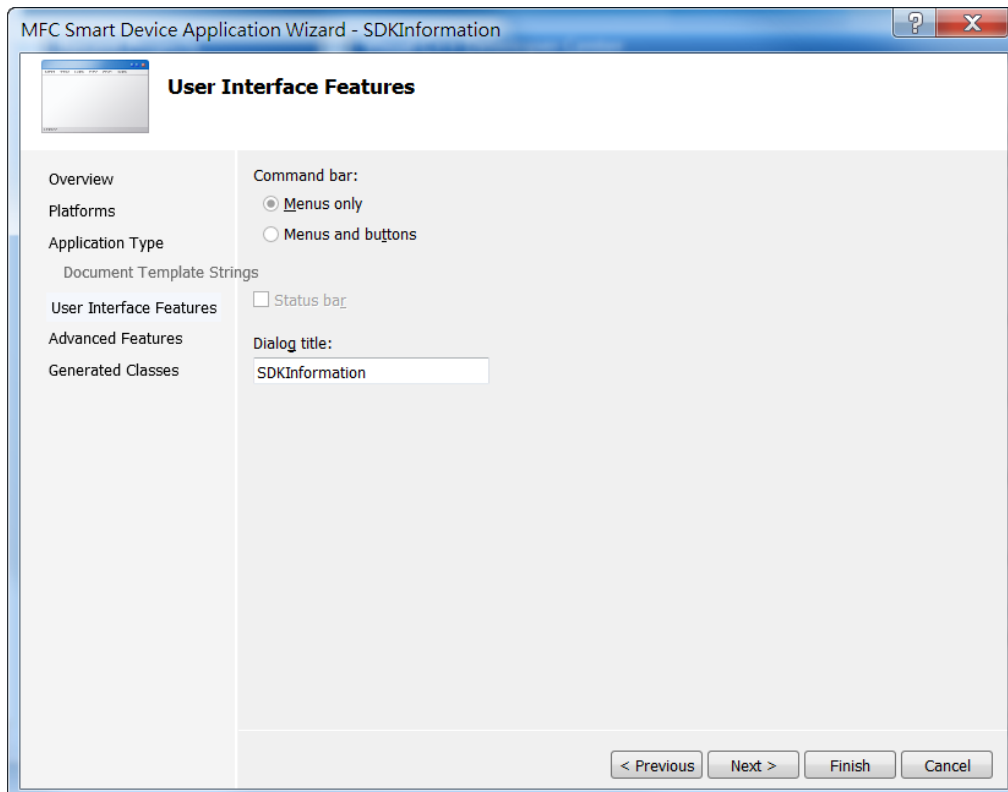 MFC Smart Device Application Wizard - SDKInformation
User Interface Features
Overview
Platforms
Application Type
Document Template Strings
User Interface Features
Advanced Features
Generated Classes
Command bar:
Menus only
Menus and buttons
Status bar
Dialog title:
SDKInformation
< Previous
Next >
Finish
Cancel